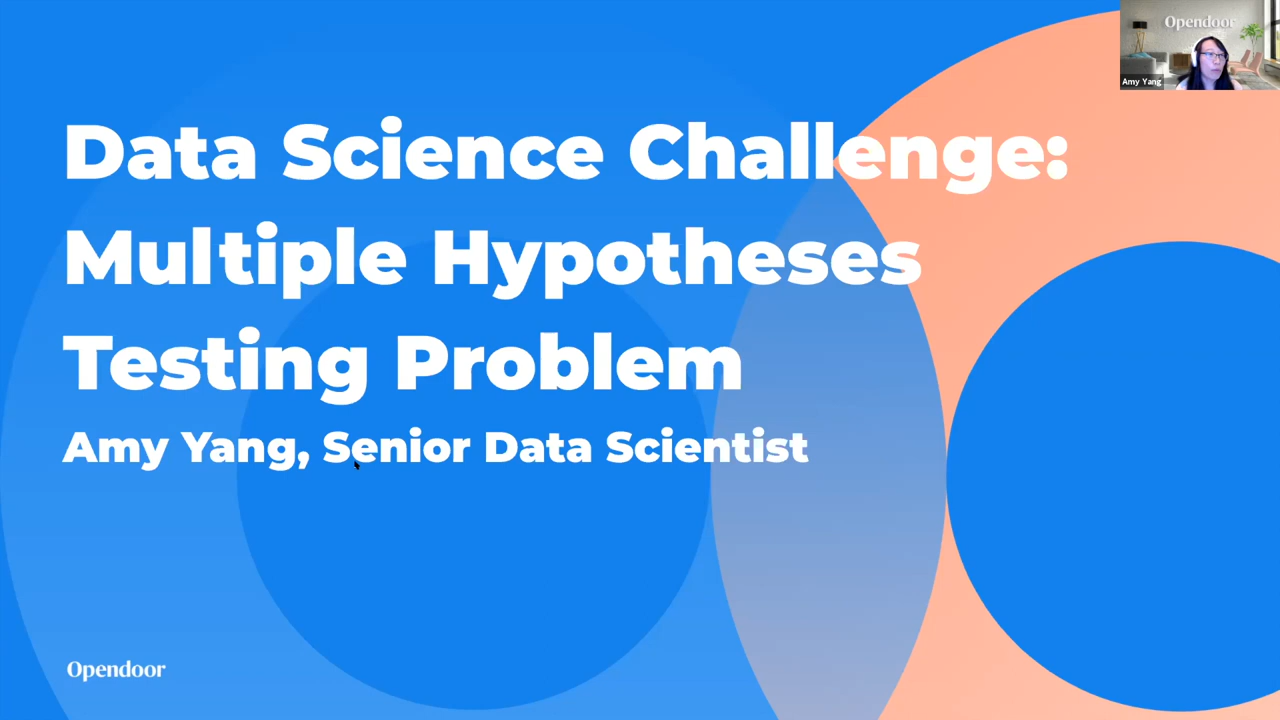 Opendoor
Amy Yang
Data Science Challenge:
Multiple Hypotheses
Testing Problem
Amy Yang, Senior Data Scientist
Opendoor